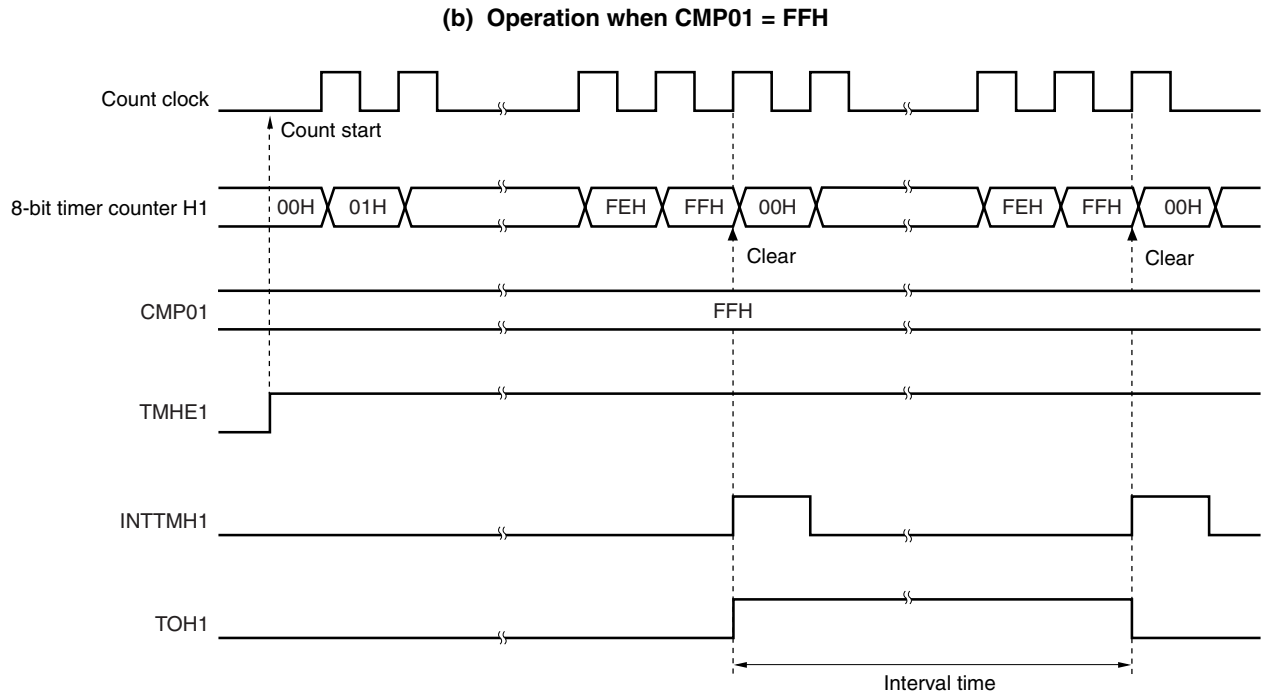 (b) Operation when CMP01 = FFH
Count clock
Count start
8-bit timer counter H1
00H 01H FEH FFH 00H FEH FFH 00H
Clear Clear
CMP01
FFH
TMHE1
INTTMH1
TOH1
Interval time